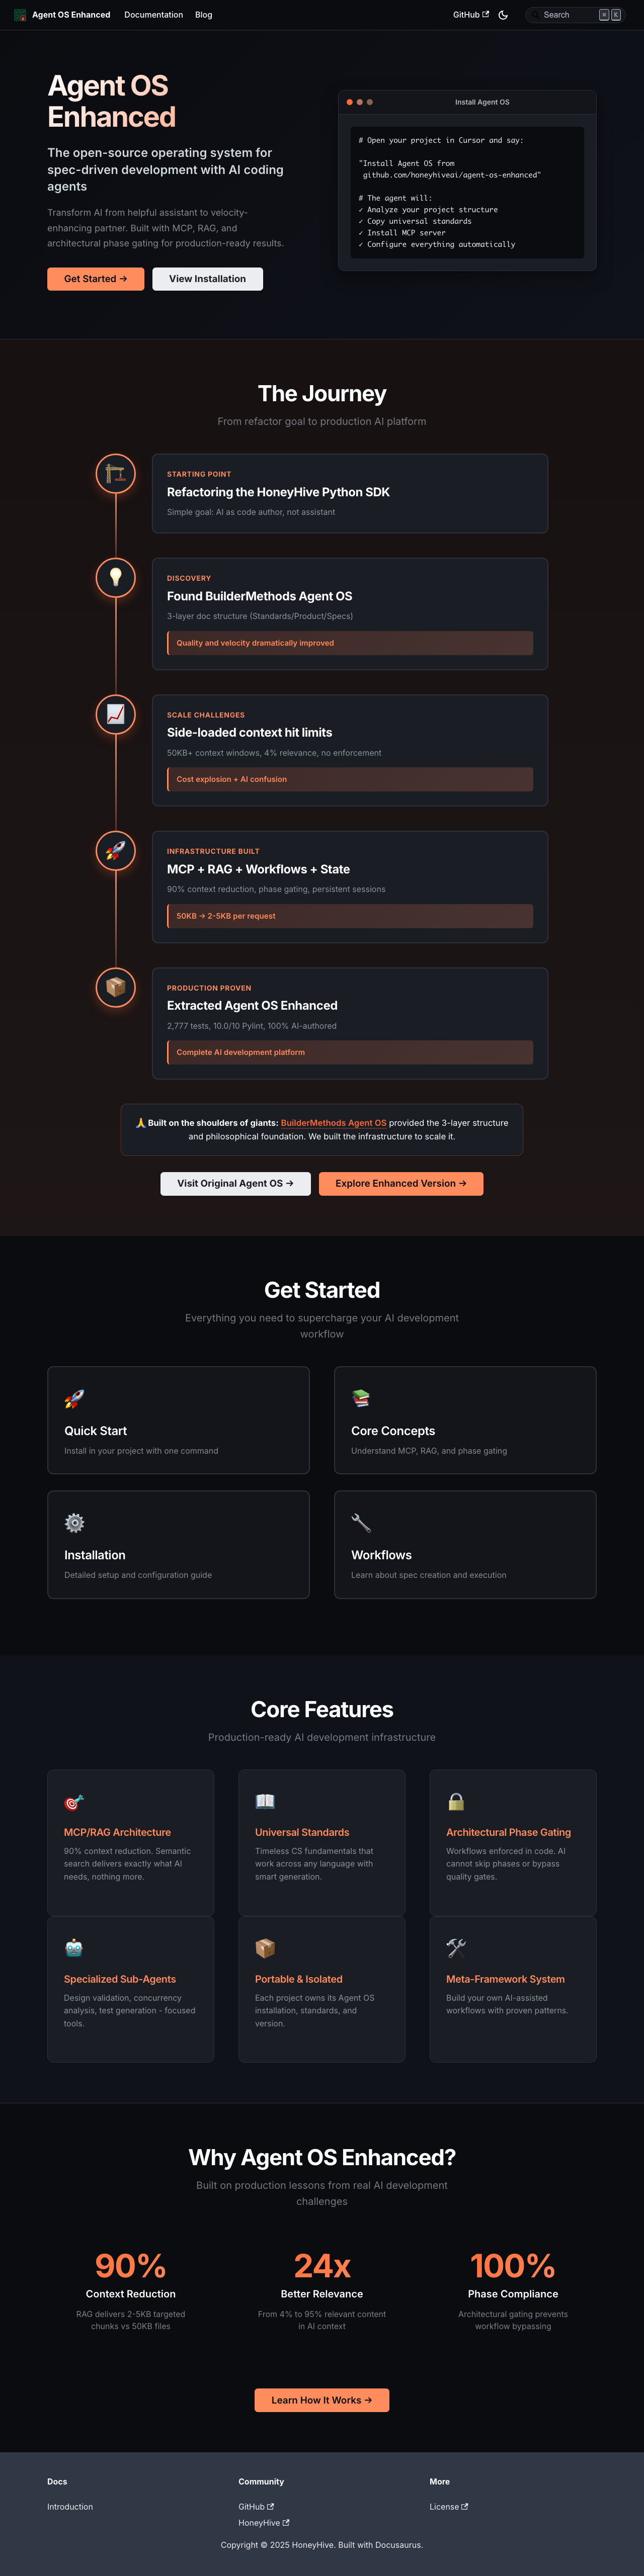 Agent OS Enhanced
Documentation
Blog
GitHub
Search
⌘ K
Agent OS
Enhanced
The open-source operating system for
spec-driven development with AI coding
agents
Transform AI from helpful assistant to velocity-
enhancing partner. Built with MCP, RAG, and
architectural phase gating for production-ready results.
Get Started →
View Installation
Install Agent OS
# Open your project in Cursor and say:
"Install Agent OS from
github.com/honeyhiveai/agent-os-enhanced"
# The agent will:
✓ Analyze your project structure
✓ Copy universal standards
✓ Install MCP server
✓ Configure everything automatically
The Journey
From refactor goal to production AI platform
STARTING POINT
Refactoring the HoneyHive Python SDK
Simple goal: AI as code author, not assistant
DISCOVERY
Found BuilderMethods Agent OS
3-layer doc structure (Standards/Product/Specs)
Quality and velocity dramatically improved
SCALE CHALLENGES
Side-loaded context hit limits
50KB+ context windows, 4% relevance, no enforcement
Cost explosion + AI confusion
INFRASTRUCTURE BUILT
MCP + RAG + Workflows + State
90% context reduction, phase gating, persistent sessions
50KB → 2-5KB per request
PRODUCTION PROVEN
Extracted Agent OS Enhanced
2,777 tests, 10.0/10 Pylint, 100% AI-authored
Complete AI development platform
🙏 Built on the shoulders of giants: BuilderMethods Agent OS provided the 3-layer structure
and philosophical foundation. We built the infrastructure to scale it.
Visit Original Agent OS →
Explore Enhanced Version →
Get Started
Everything you need to supercharge your AI development
workflow
Quick Start
Install in your project with one command
Core Concepts
Understand MCP, RAG, and phase gating
Installation
Detailed setup and configuration guide
Workflows
Learn about spec creation and execution
Core Features
Production-ready AI development infrastructure
MCP/RAG Architecture
90% context reduction. Semantic
search delivers exactly what AI
needs, nothing more.
Universal Standards
Timeless CS fundamentals that
work across any language with
smart generation.
Architectural Phase Gating
Workflows enforced in code. AI
cannot skip phases or bypass
quality gates.
Specialized Sub-Agents
Design validation, concurrency
analysis, test generation - focused
tools.
Portable & Isolated
Each project owns its Agent OS
installation, standards, and
version.
Meta-Framework System
Build your own AI-assisted
workflows with proven patterns.
Why Agent OS Enhanced?
Built on production lessons from real AI development
challenges
90%
Context Reduction
RAG delivers 2-5KB targeted
chunks vs 50KB files
24x
Better Relevance
From 4% to 95% relevant content
in AI context
100%
Phase Compliance
Architectural gating prevents
workflow bypassing
Learn How It Works →
Docs
Introduction
Community
GitHub
HoneyHive
More
License
Copyright © 2025 HoneyHive. Built with Docusaurus.